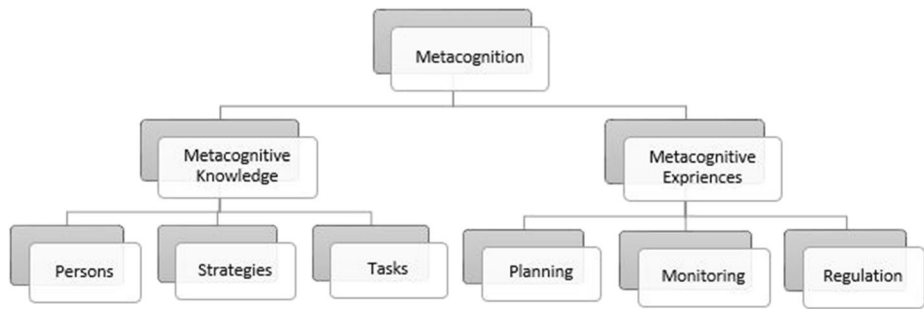 Metacognition
Metacognitive
Knowledge
Metacognitive
Expriences
Persons
Strategies
Tasks
Planning
Monitoring
Regulation